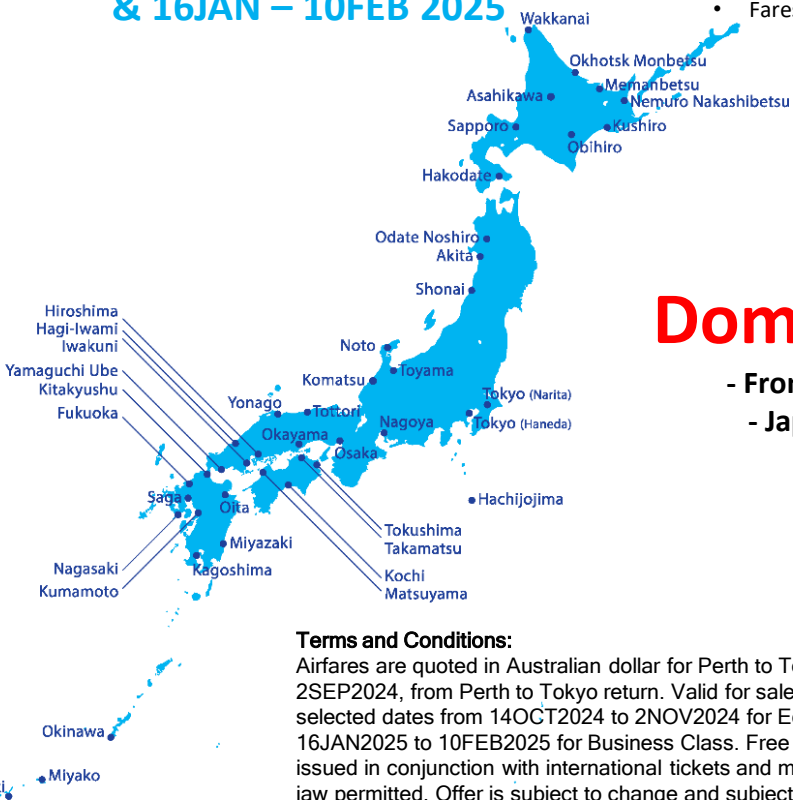 & 16JAN – 10FEB 2025
• Fares
Wakkanai
Okhotsk Monbetsu
Memanbetsu
Asahikawa
Nemuro Nakashibetsu
Sapporo
Kushiro
Obihiro
Hakodate
Odate Noshiro
Akita
Shonai
Dom
Hiroshima
Hagi-Iwami
Iwakuni
Noto
Yamaguchi Ube
Toyama
Komatsu
- Fron
Kitakyushu
Tokyo (Narita)
Yonago
Tottori
Fukuoka
Nagoya
Tokyo (Haneda)
- Jap
Okayama
Osaka
Saga
Oita
Hachijojima
Tokushima
Miyazaki
Takamatsu
Nagasaki
Kagoshima
Kochi
Kumamoto
Matsuyama
Terms and Conditions:
Airfares are quoted in Australian dollar for Perth to To
2SEP2024, from Perth to Tokyo return. Valid for sale
selected dates from 14OCT2024 to 2NOV2024 for Ec
16JAN2025 to 10FEB2025 for Business Class. Free
issued in conjunction with international tickets and m
jaw permitted. Offer is subject to change and subject
Okinawa
Miyako